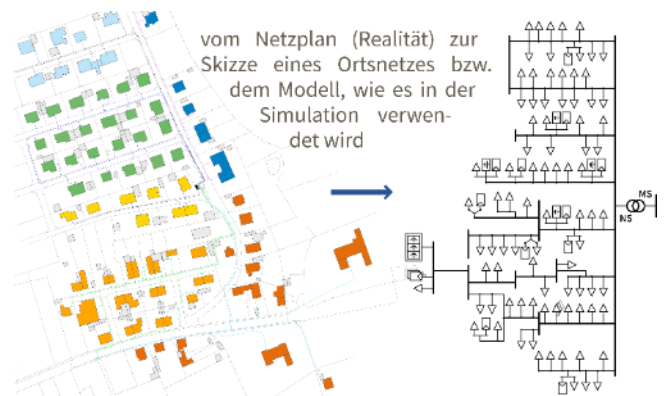 vom Netzplan (Realität) zur
Skizze eines Ortsnetzes bzw.
dem Modell, wie es in der
Simulation verwen-
det wird
MS
NS